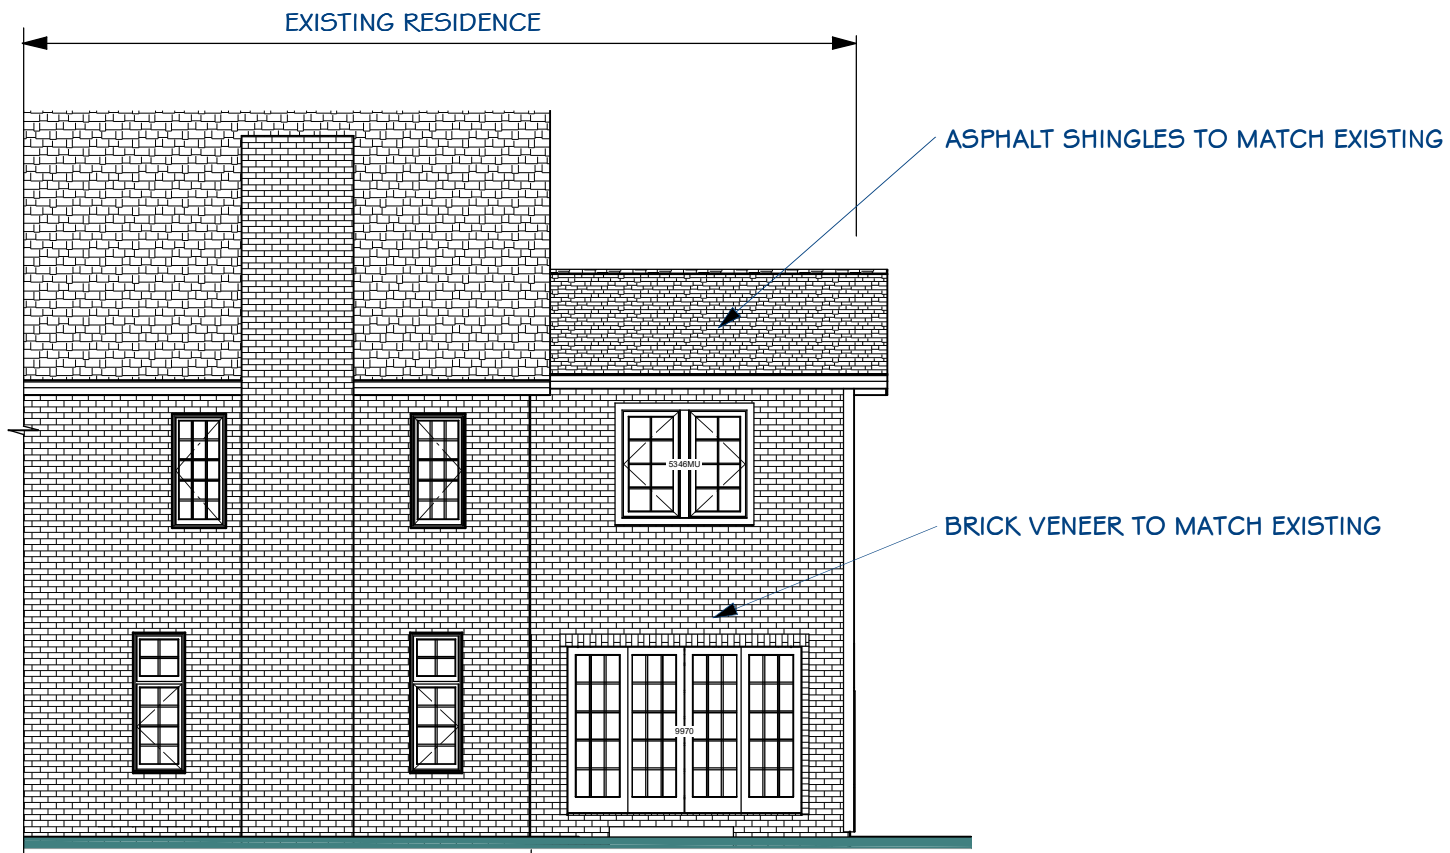 EXISTING RESIDENCE
ASPHALT SHINGLES TO MATCH EXISTING
5346MU
BRICK VENEER TO MATCH EXISTING
9970